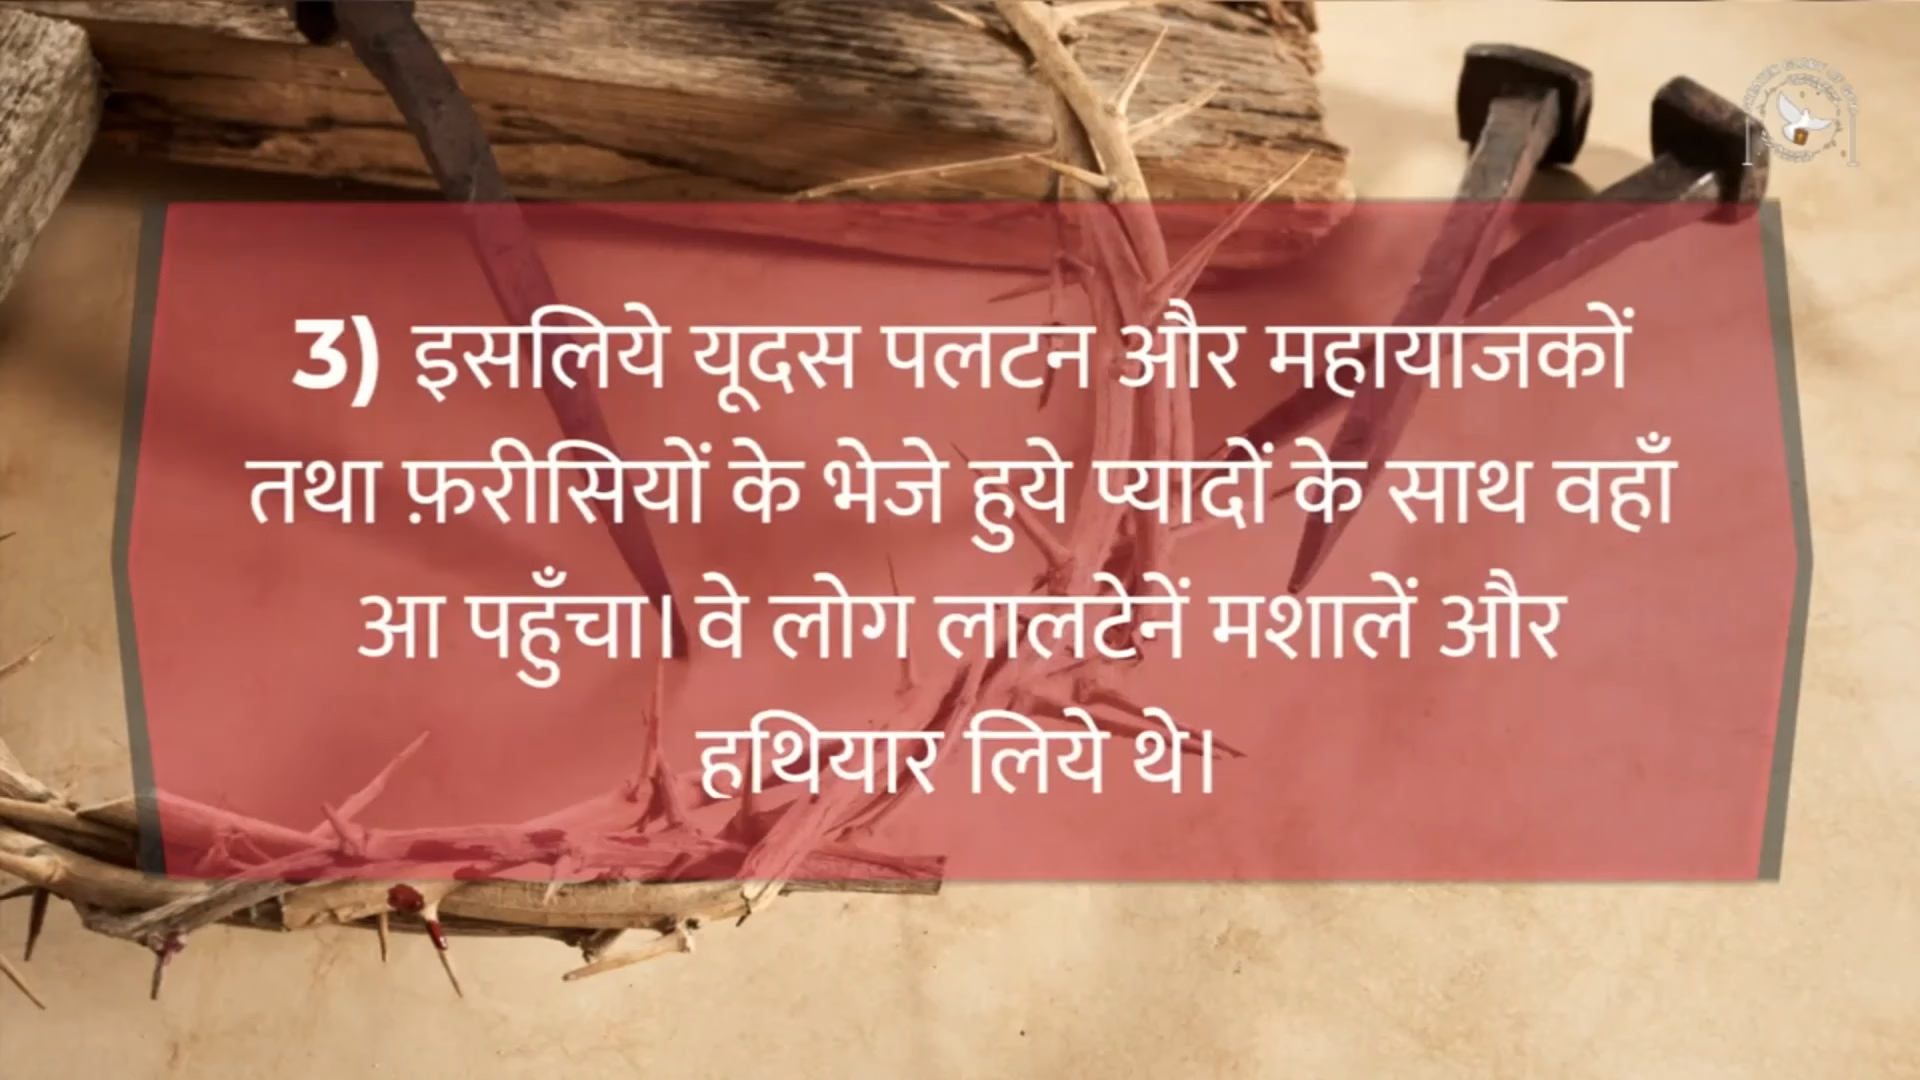 3) इसलिये यूदस पलटन और महायाजकों
तथा फ़रीसियों के भेजे हुये प्यादों के साथ वहाँ
आ पहुँचा। वे लोग लालटेनें मशालें और
हथियार लिये थे।